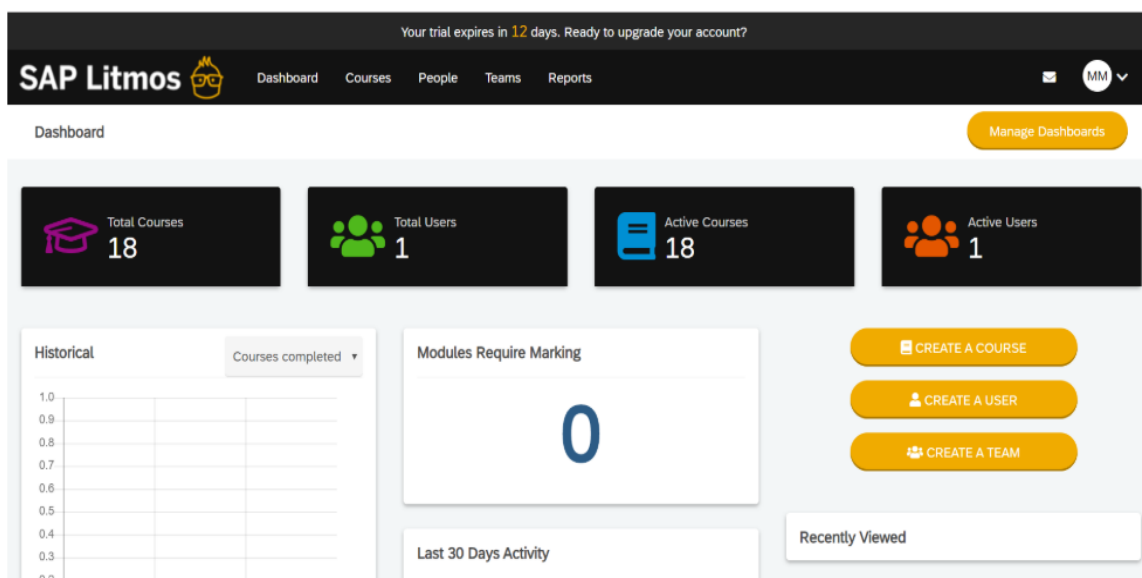 Your trial expires in 12 days. Ready to upgrade your account?
SAP Litmos
Dashboard Courses People Teams Reports
MM
Dashboard
Manage Dashboards
Total Courses
18
Total Users
1
Active Courses
18
Active Users
1
Historical
Courses completed
1.0
0.9
0.8
0.7
0.6
0.5
0.4
0.3
Modules Require Marking
0
Last 30 Days Activity
CREATE A COURSE
CREATE A USER
CREATE A TEAM
Recently Viewed